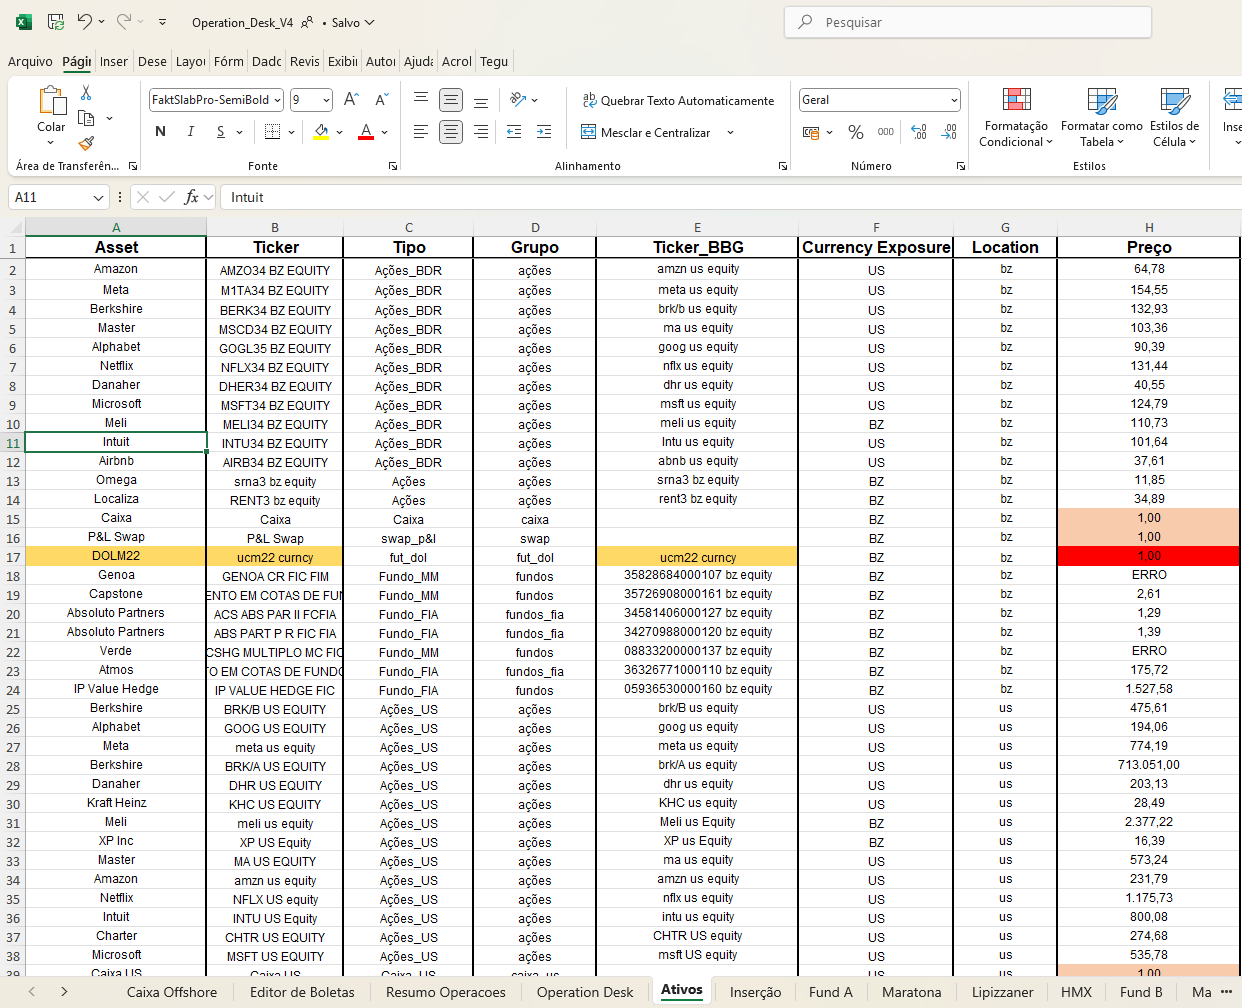 Operation_Desk_V4 • Salvo
Pesquisar
Arquivo Págir Inser Dese Layou Fórm Dado Revis Exibir Auto Ajuda Acrol Tegu
Colar
FaktSlabPro-SemiBold 9 A A
N I S A
ab Quebrar Texto Automaticamente
Mesclar e Centralizar
Geral
% 000
Formatação Condicional
Formatar como Tabela
Estilos de Célula
Inse
Área de Transferên... Fonte Alinhamento Número Estilos
A11 fx Intuit
A B C D E F G H
1 Asset Ticker Tipo Grupo Ticker_BBG Currency Exposure Location Preço
2 Amazon AMZO34 BZ EQUITY Ações_BDR ações amzn us equity US bz 64,78
3 Meta M1TA34 BZ EQUITY Ações_BDR ações meta us equity US bz 154,55
4 Berkshire BERK34 BZ EQUITY Ações_BDR ações brk/b us equity US bz 132,93
5 Master MSCD34 BZ EQUITY Ações_BDR ações ma us equity US bz 103,36
6 Alphabet GOGL35 BZ EQUITY Ações_BDR ações goog us equity US bz 90,39
7 Netflix NFLX34 BZ EQUITY Ações_BDR ações nflx us equity US bz 131,44
8 Danaher DHER34 BZ EQUITY Ações_BDR ações dhr us equity US bz 40,55
9 Microsoft MSFT34 BZ EQUITY Ações_BDR ações msft us equity US bz 124,79
10 Meli MELI34 BZ EQUITY Ações_BDR ações meli us equity BZ bz 110,73
11 Intuit INTU34 BZ EQUITY Ações_BDR ações Intu us equity US bz 101,64
12 Airbnb AIRB34 BZ EQUITY Ações_BDR ações abnb us equity US bz 37,61
13 Omega srna3 bz equity Ações ações srna3 bz equity BZ bz 11,85
14 Localiza RENT3 bz equity Ações ações rent3 bz equity BZ bz 34,89
15 Caixa Caixa Caixa caixa BZ bz 1,00
16 P&L Swap P&L Swap swap_p&l swap BZ bz 1,00
17 DOLM22 ucm22 curncy fut_dol fut_dol ucm22 curncy BZ bz 1,00
18 Genoa GENOA CR FIC FIM Fundo_MM fundos 35828684000107 bz equity BZ bz ERRO
19 Capstone ENTO EM COTAS DE FUN Fundo_MM fundos 35726908000161 bz equity BZ bz 2,61
20 Absoluto Partners ACS ABS PAR II FCFIA Fundo_FIA fundos_fia 34581406000127 bz equity BZ bz 1,29
21 Absoluto Partners ABS PART P R FIC FIA Fundo_FIA fundos_fia 34270988000120 bz equity BZ bz 1,39
22 Verde CSHG MULTIPLO MC FIC Fundo_MM fundos 08833200000137 bz equity BZ bz ERRO
23 Atmos TO EM COTAS DE FUNDO Fundo_FIA fundos_fia 36326771000110 bz equity BZ bz 175,72
24 IP Value Hedge IP VALUE HEDGE FIC Fundo_FIA fundos 05936530000160 bz equity BZ bz 1.527,58
25 Berkshire BRK/B US EQUITY Ações_US ações brk/B us equity US us 475,61
26 Alphabet GOOG US EQUITY Ações_US ações goog us equity US us 194,06
27 Meta meta us equity Ações_US ações meta us equity US us 774,19
28 Berkshire BRK/A US EQUITY Ações_US ações brk/A us equity US us 713.051,00
29 Danaher DHR US EQUITY Ações_US ações dhr us equity US us 203,13
30 Kraft Heinz KHC US EQUITY Ações_US ações KHC us equity US us 28,49
31 Meli meli us equity Ações_US ações Meli us Equity BZ us 2.377,22
32 XP Inc XP US Equity Ações_US ações XP us Equity BZ us 16,39
33 Master MA US EQUITY Ações_US ações ma us equity US us 573,24
34 Amazon amzn us equity Ações_US ações amzn us equity US us 231,79
35 Netflix NFLX US equity Ações_US ações nflx us equity US us 1.175,73
36 Intuit INTU US Equity Ações_US ações intu us equity US us 800,08
37 Charter CHTR US EQUITY Ações_US ações CHTR US equity US us 274,68
38 Microsoft MSFT US EQUITY Ações_US ações msft US equity US us 535,78
39 Caixa US Caixa US Caixa_US caixa_us US us 1,00
Caixa Offshore Editor de Boletas Resumo Operacoes Operation Desk Ativos Inserção Fund A Maratona Lipizzaner HMX Fund B Ma ...